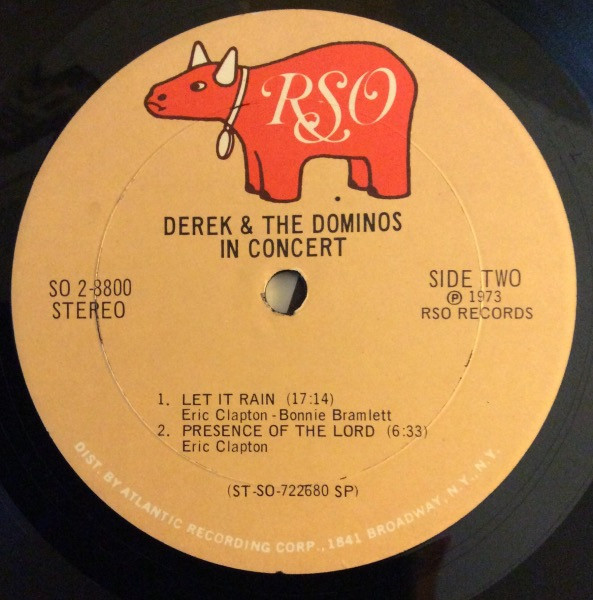 RSO
DEREK & THE DOMINOS
IN CONCERT
SO 2-8800
STEREO
SIDE TWO
Ⓟ 1973
RSO RECORDS
1. LET IT RAIN (17:14)
Eric Clapton-Bonnie Bramlett
2. PRESENCE OF THE LORD (6:33)
Eric Clapton
(ST-SO-722680 SP)
DIST. BY ATLANTIC RECORDING CORP., 1841 BROADWAY, N.Y., N.Y.